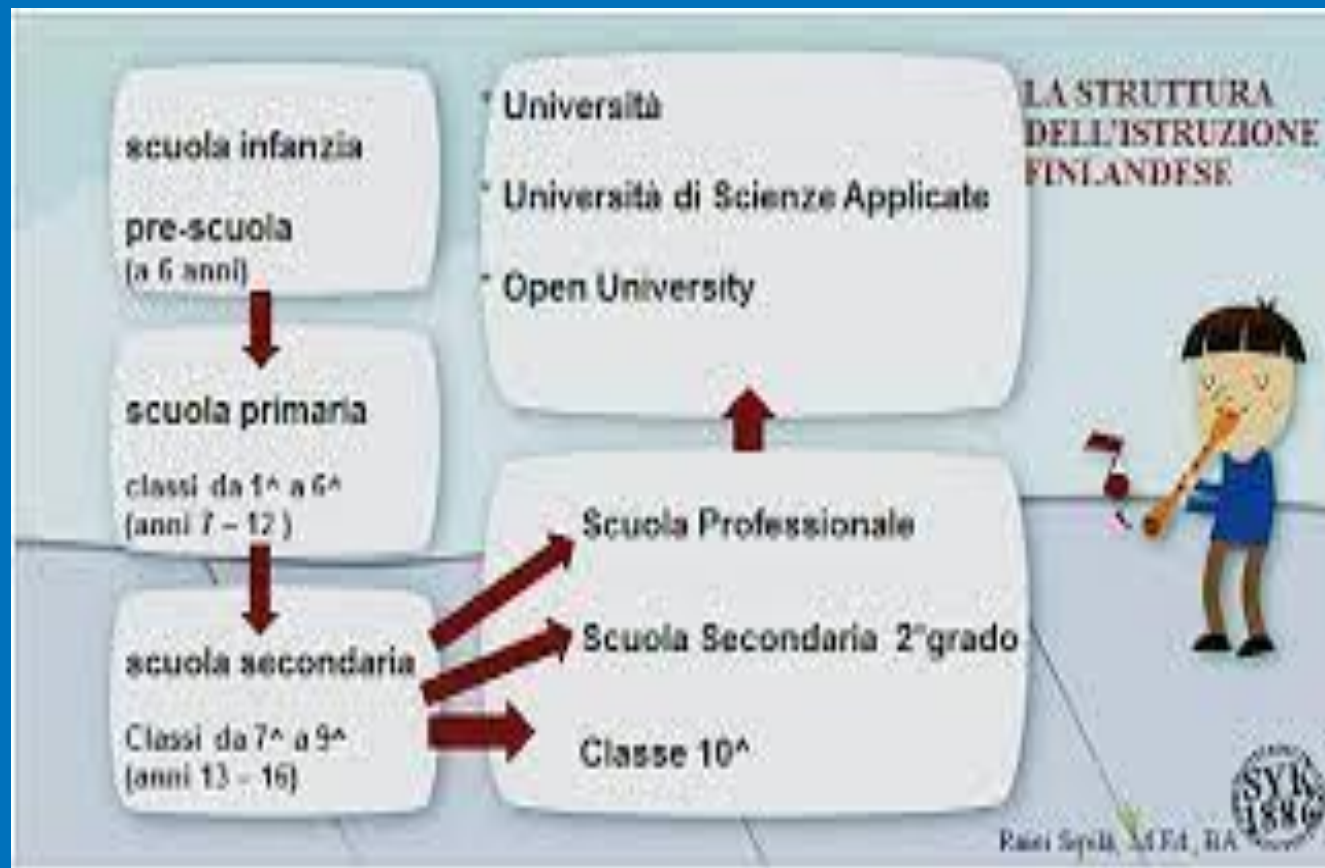 LA STRUTTURA
DELL'ISTRUZIONE
FINLANDESE
scuola infanzia
pre-scuola
(a 6 anni)
scuola primaria
classi da 1^ a 6^
(anni 7 – 12 )
scuola secondaria
Classi da 7^ a 9^
(anni 13 – 16)
* Università
* Università di Scienze Applicate
* Open University
Scuola Professionale
Scuola Secondaria 2°grado
Classe 10^
M.Ed., BA
SYK
1886